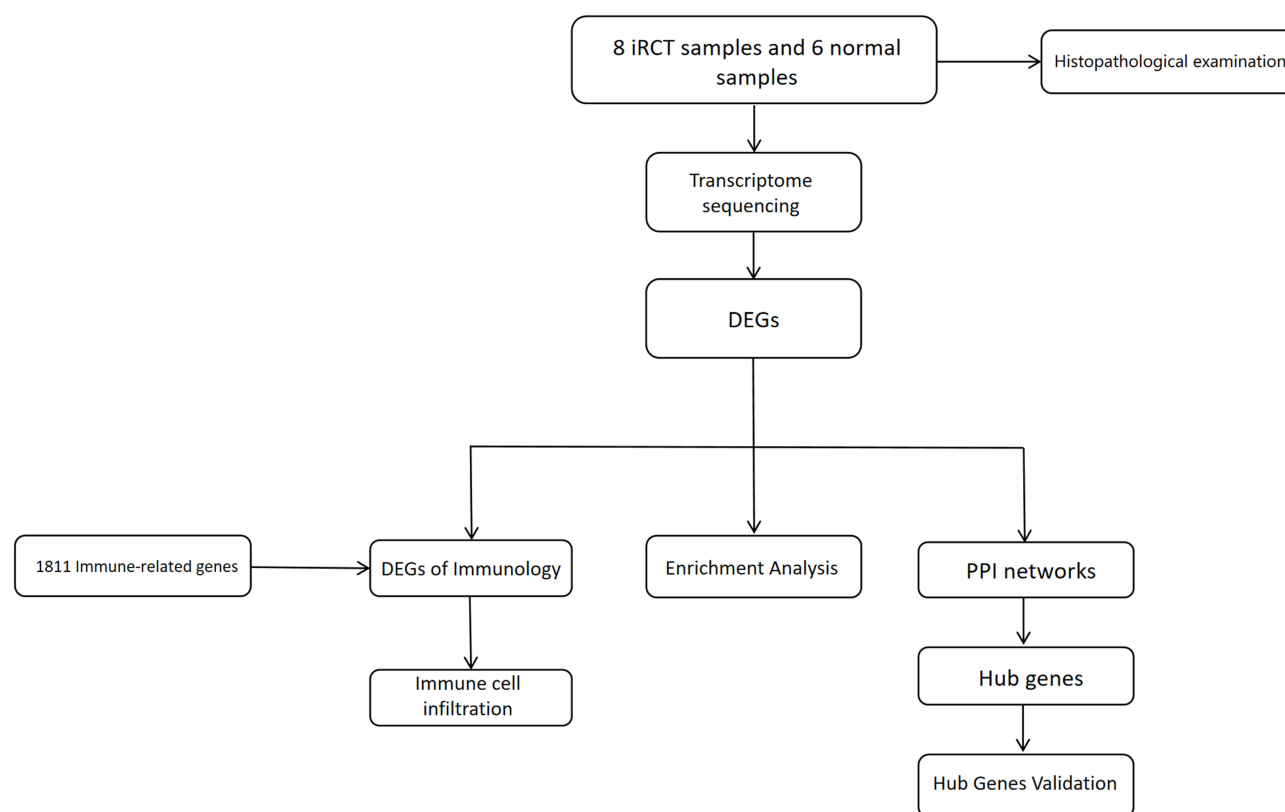 8 iRCT samples and 6 normal
samples
Histopathological examination
Transcriptome
sequencing
DEGs
1811 Immune-related genes
DEGs of Immunology
Enrichment Analysis
PPI networks
Immune cell
infiltration
Hub genes
Hub Genes Validation